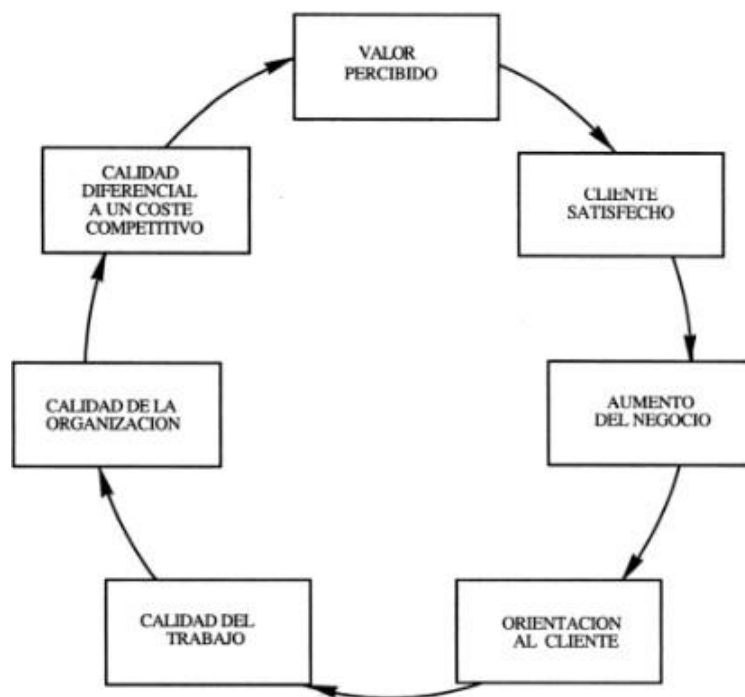 VALOR
PERCIBIDO
CLIENTE
SATISFECHO
AUMENTO
DEL NEGOCIO
ORIENTACION
AL CLIENTE
CALIDAD DEL
TRABAJO
CALIDAD DE LA
ORGANIZACION
CALIDAD
DIFERENCIAL
A UN COSTE
COMPETITIVO